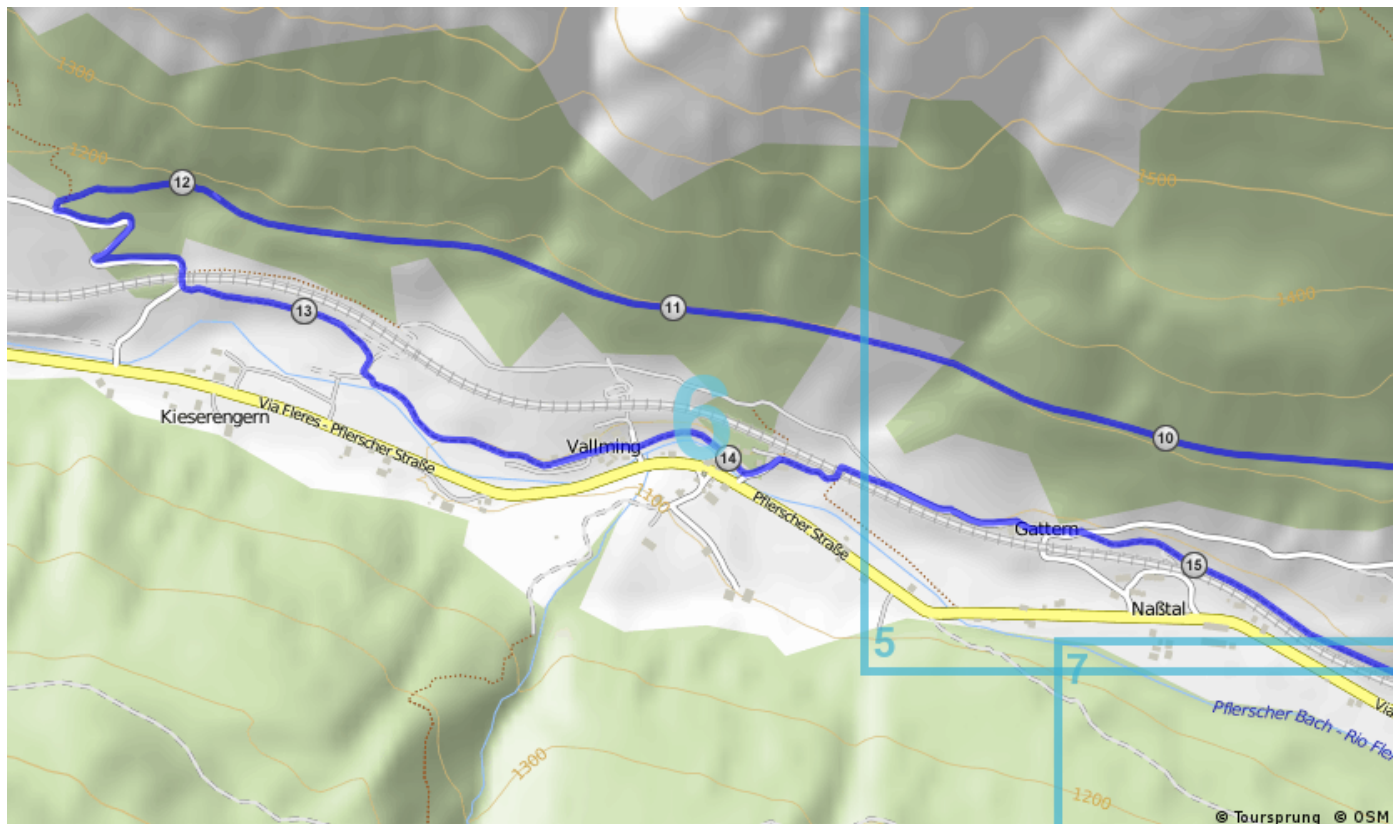 1300
1200
12
1500
1400
11
13
10
Kieserengern
Via Fleres - Pflerscher Straße
Vallming
6
14
1100
Pflerscher Straße
Gattern
15
Naßtal
5
7
Pflerscher Bach - Rio Fler
Via
1300
1200
© Toursprung © OSM